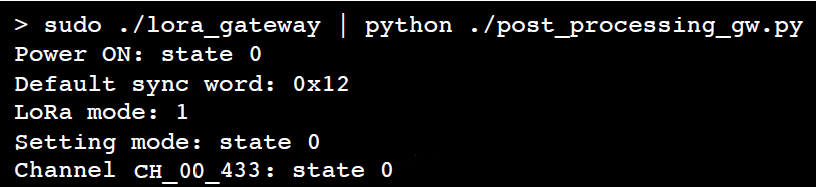 > sudo ./lora_gateway | python ./post_processing_gw.py
Power ON: state 0
Default sync word: 0x12
LoRa mode: 1
Setting mode: state 0
Channel CH_00_433: state 0